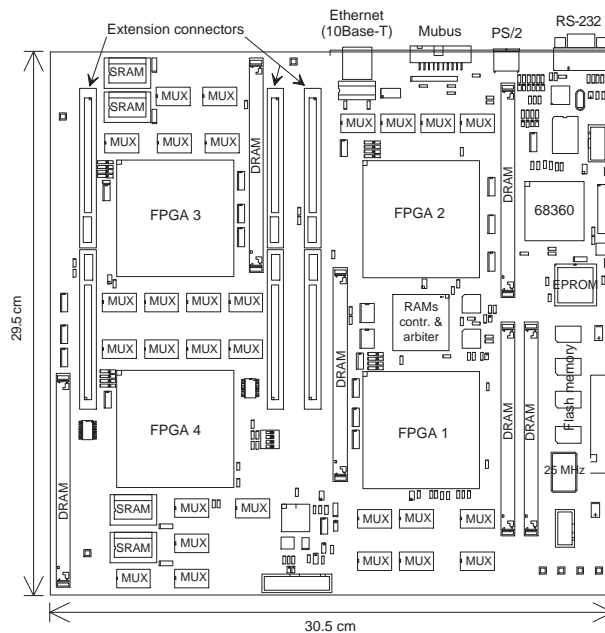 Ethernet
(10Base-T)
Extension connectors
Mubus
PS/2
RS-232
SRAM
SRAM
MUX
MUX
MUX
MUX
MUX
MUX
MUX
MUX
MUX
DRAM
DRAM
FPGA 3
FPGA 2
68360
EPROM
MUX
MUX
MUX
MUX
RAMs
contr. &
arbiter
29.5 cm
MUX
MUX
MUX
MUX
FPGA 4
DRAM
FPGA 1
DRAM
DRAM
Flash memory
25 MHz
DRAM
SRAM
MUX
MUX
MUX
MUX
MUX
SRAM
MUX
MUX
MUX
MUX
MUX
MUX
30.5 cm